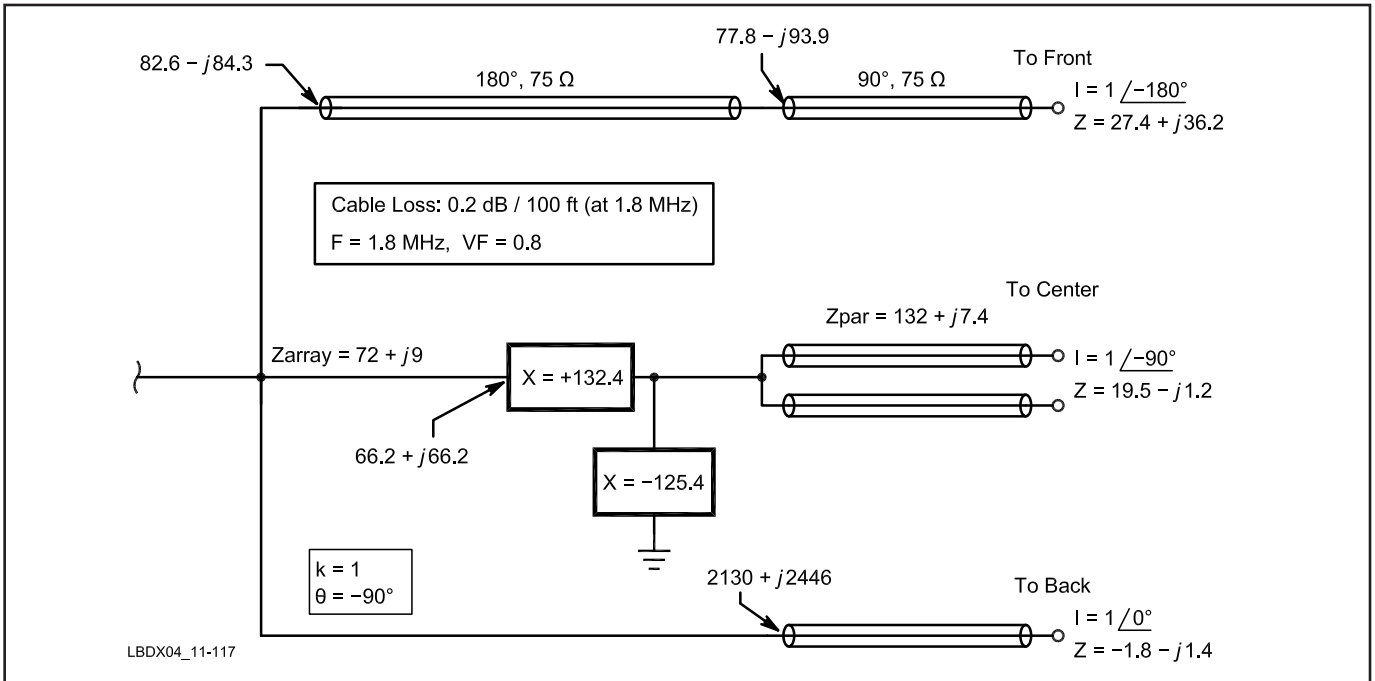 77.8 − j93.9
82.6 − j84.3
To Front
180°, 75 Ω
90°, 75 Ω
I = 1 /−180°
Z = 27.4 + j36.2
Cable Loss: 0.2 dB / 100 ft (at 1.8 MHz)
F = 1.8 MHz, VF = 0.8
To Center
Zpar = 132 + j7.4
Zarray = 72 + j9
X = +132.4
I = 1 /−90°
Z = 19.5 − j1.2
66.2 + j66.2
X = −125.4
k = 1
θ = −90°
2130 + j2446
To Back
I = 1 /0°
Z = −1.8 − j1.4
LBDX04_11-117